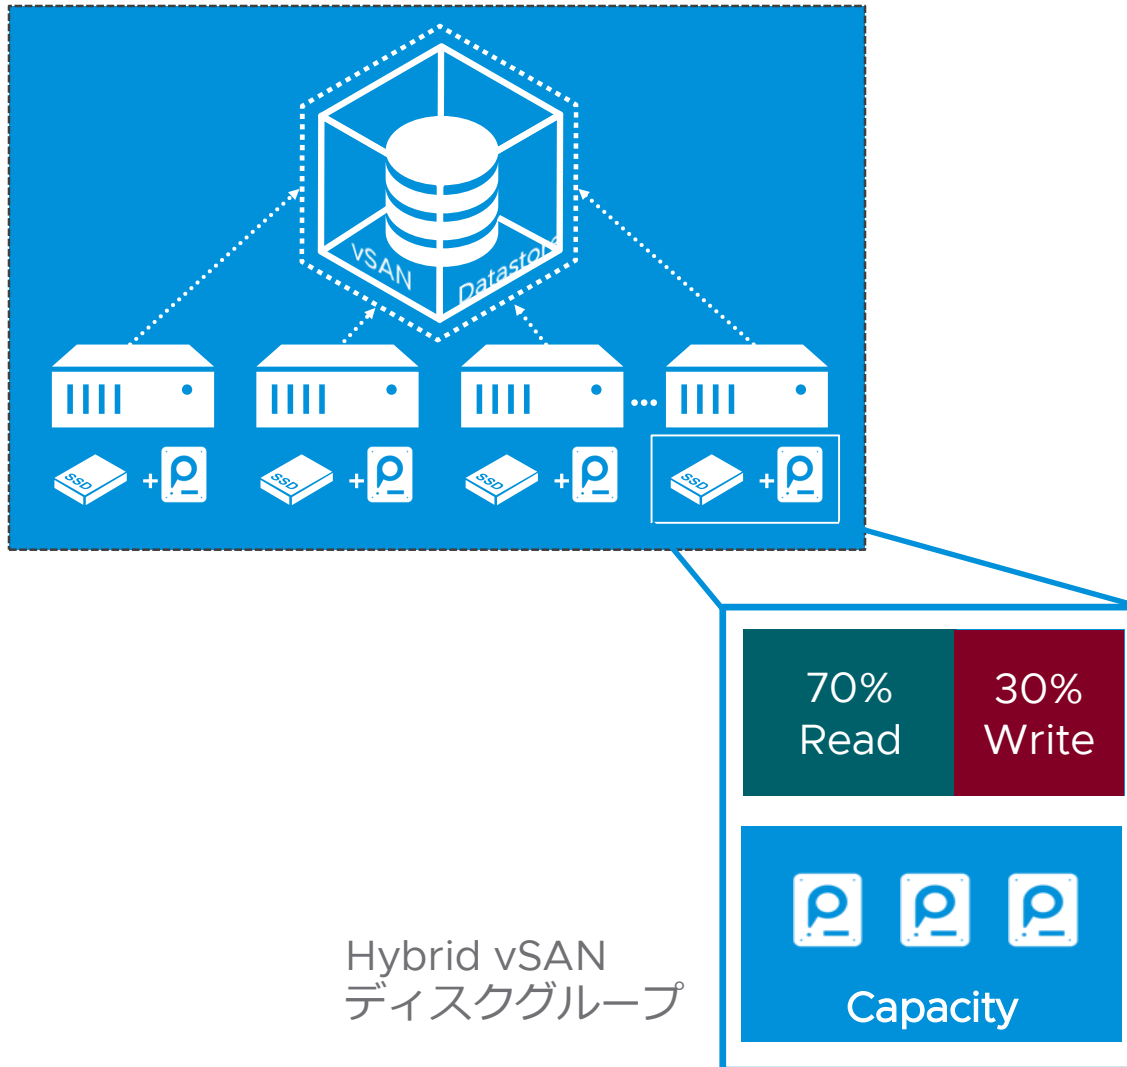 vSAN
Datastore
SSD
+
SSD
+
SSD
+
SSD
+
70%
Read
30%
Write
Capacity
Hybrid vSAN
ディスクグループ